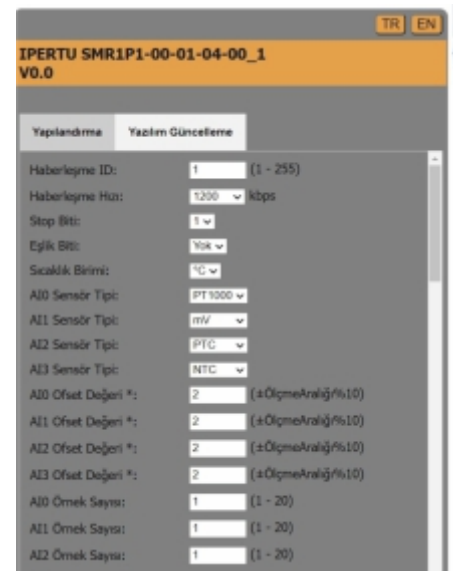 TR EN
IPERTU SMR1P1-00-01-04-00_1
V0.0
Yapılandırma Yazılım Güncelleme
Haberleşme ID: 1 (1 - 255)
Haberleşme Hızı: 1200 kbps
Stop Biti: 1
Eşlik Biti: Yok
Sıcaklık Birimi: °C
AI0 Sensör Tipi: PT1000
AI1 Sensör Tipi: mV
AI2 Sensör Tipi: PTC
AI3 Sensör Tipi: NTC
AI0 Ofset Değeri *: 2 (±ÖlçmeAralığı%10)
AI1 Ofset Değeri *: 2 (±ÖlçmeAralığı%10)
AI2 Ofset Değeri *: 2 (±ÖlçmeAralığı%10)
AI3 Ofset Değeri *: 2 (±ÖlçmeAralığı%10)
AI0 Örnek Sayısı: 1 (1 - 20)
AI1 Örnek Sayısı: 1 (1 - 20)
AI2 Örnek Sayısı: 1 (1 - 20)